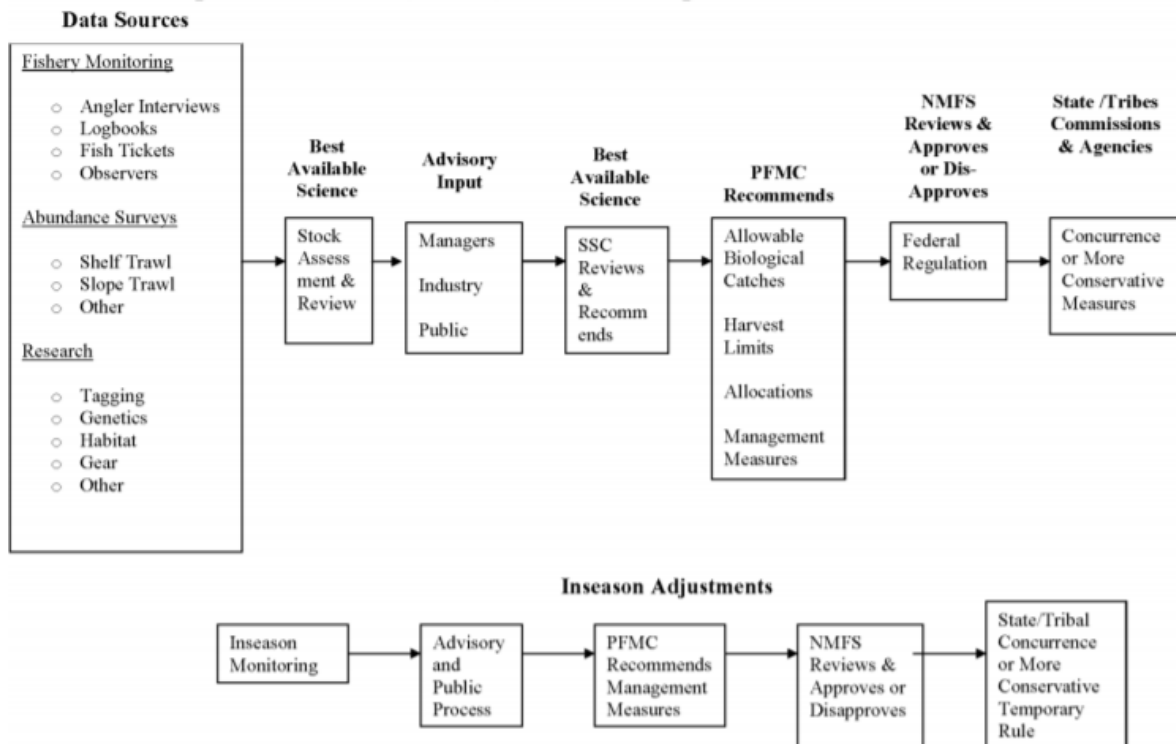 Data Sources
Fishery Monitoring
Angler Interviews
Logbooks
Fish Tickets
Observers
Abundance Surveys
Shelf Trawl
Slope Trawl
Other
Research
Tagging
Genetics
Habitat
Gear
Other
Best
Available
Science
Stock
Assess
ment &
Review
Advisory
Input
Managers
Industry
Public
Best
Available
Science
SSC
Reviews
&
Recomm
ends
PFMC
Recommends
Allowable
Biological
Catches
Harvest
Limits
Allocations
Management
Measures
NMFS
Reviews &
Approves
or Dis-
Approves
Federal
Regulation
State /Tribes
Commissions
& Agencies
Concurrence
or More
Conservative
Measures
Inseason Adjustments
Inseason
Monitoring
Advisory
and
Public
Process
PFMC
Recommends
Management
Measures
NMFS
Reviews &
Approves or
Disapproves
State/Tribal
Concurrence
or More
Conservative
Temporary
Rule